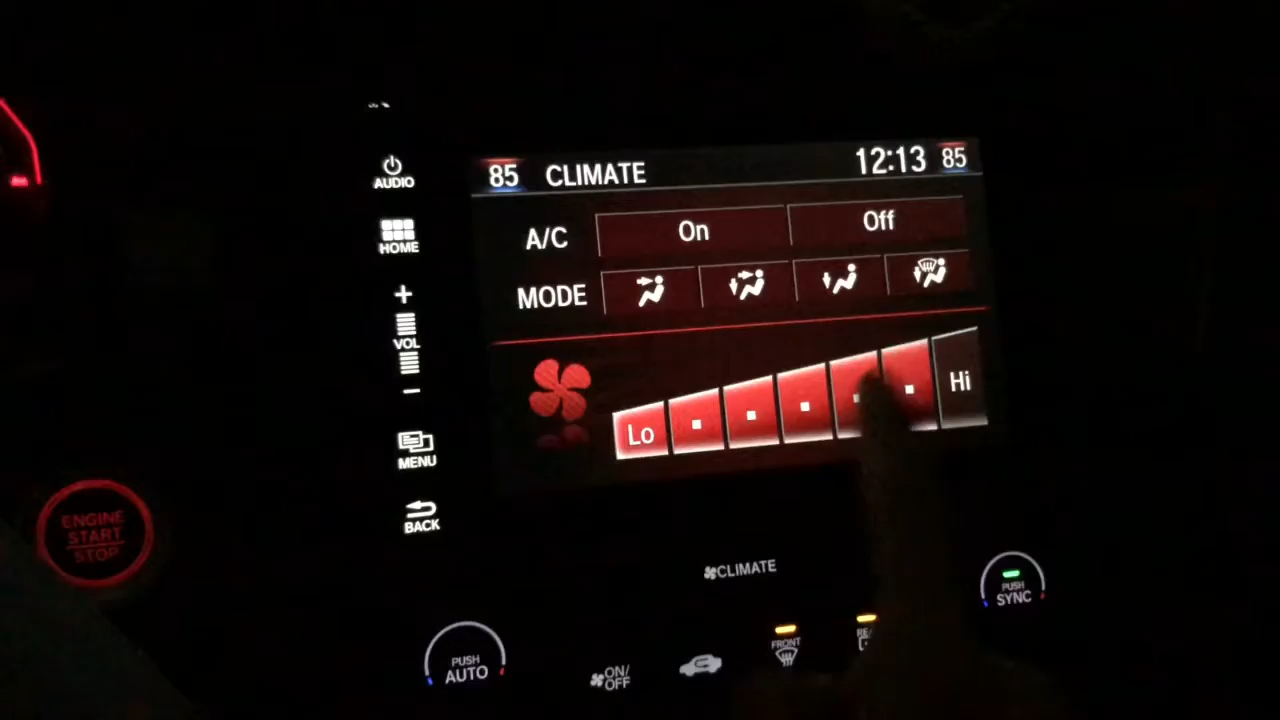 AUDIO
HOME
+
VOL
−
MENU
BACK
85 CLIMATE 12:13 85
A/C On Off
MODE
Lo Hi
ENGINE
START
STOP
CLIMATE
PUSH
AUTO
ON/
OFF
FRONT
PUSH
SYNC